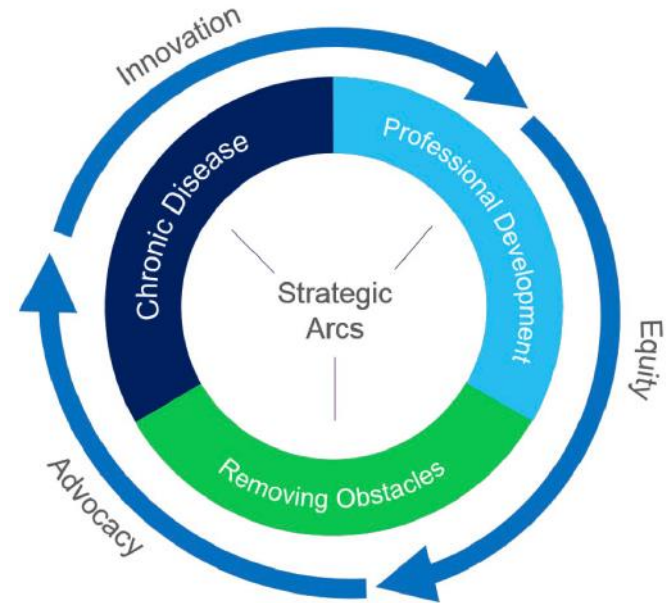 Innovation
Chronic Disease
Professional Development
Strategic
Arcs
Equity
Removing Obstacles
Advocacy